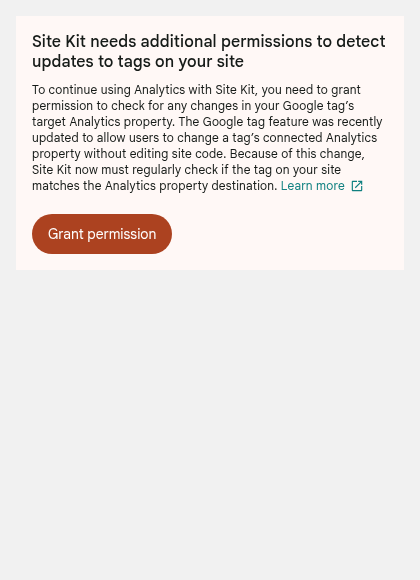 Site Kit needs additional permissions to detect
updates to tags on your site
To continue using Analytics with Site Kit, you need to grant
permission to check for any changes in your Google tag’s
target Analytics property. The Google tag feature was recently
updated to allow users to change a tag’s connected Analytics
property without editing site code. Because of this change,
Site Kit now must regularly check if the tag on your site
matches the Analytics property destination. Learn more
Grant permission